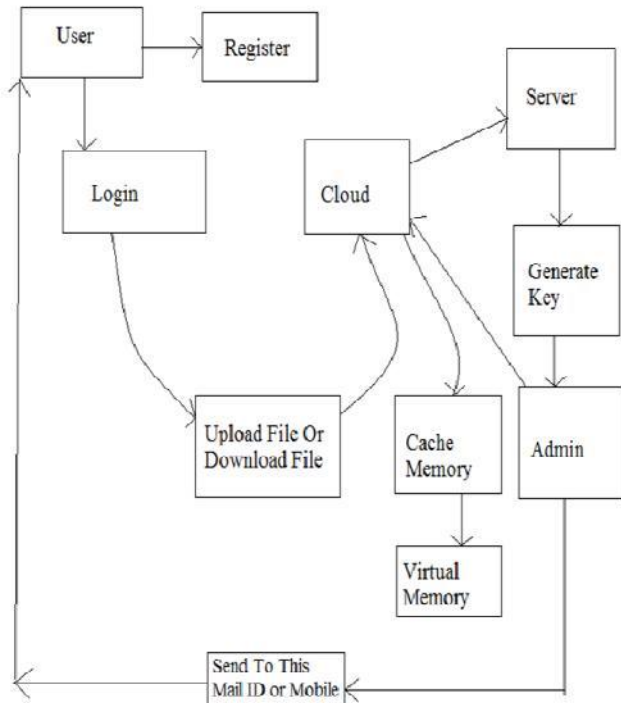 User
Register
Server
Login
Cloud
Generate
Key
Upload File Or
Download File
Cache
Memory
Admin
Virtual
Memory
Send To This
Mail ID or Mobile